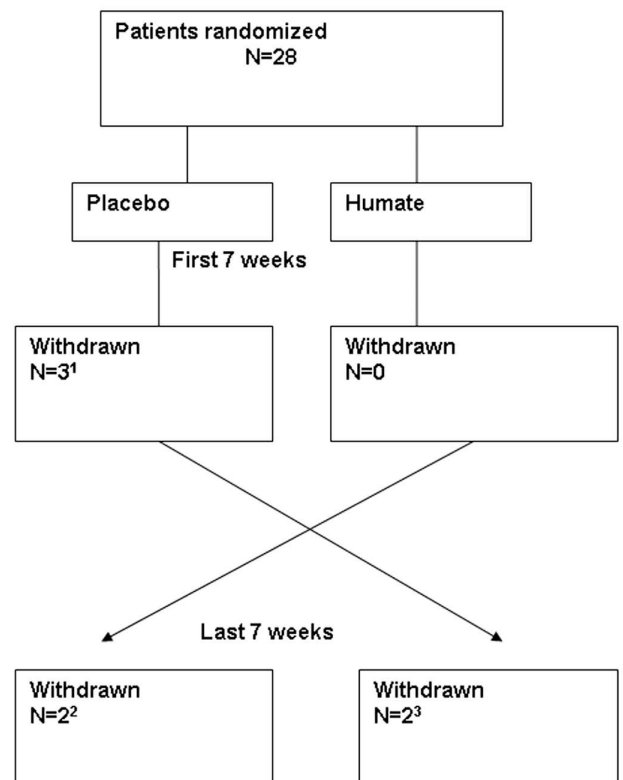 Patients randomized
N=28
Placebo
Humate
First 7 weeks
Withdrawn
N=3¹
Withdrawn
N=0
Last 7 weeks
Withdrawn
N=2²
Withdrawn
N=2³